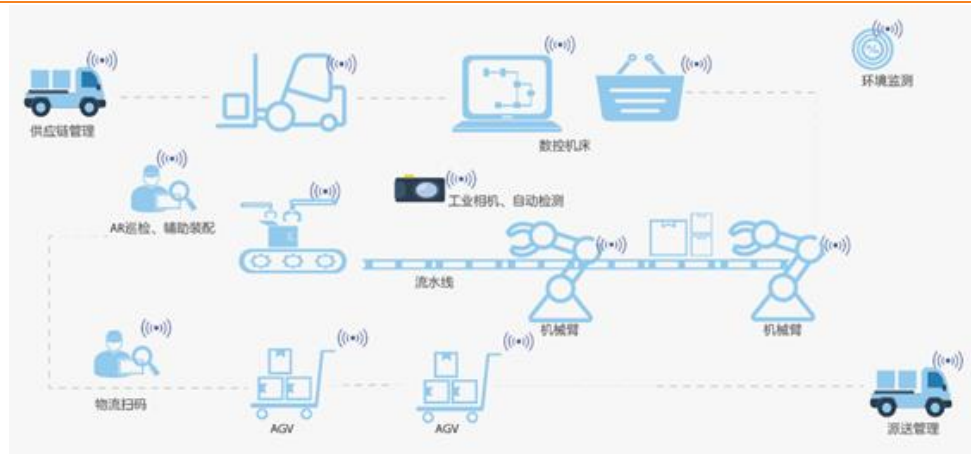 环境监测
供应链管理
数控机床
工业相机、自动检测
AR巡检、辅助装配
流水线
机械臂
机械臂
物流扫码
AGV
AGV
源送管理